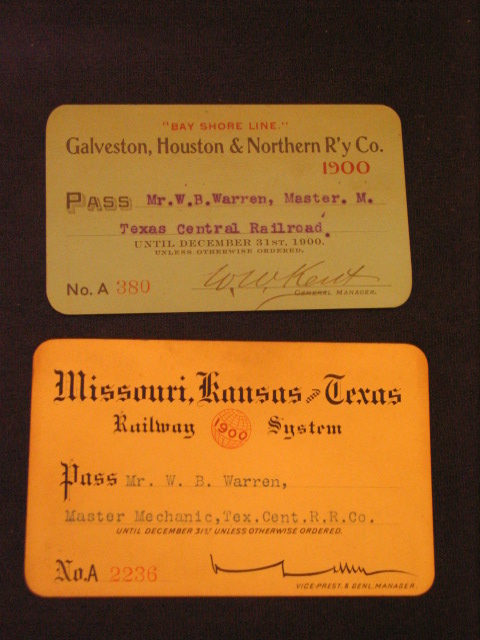 "BAY SHORE LINE."
Galveston, Houston & Northern R'y Co.
1900
PASS Mr.W.B.Warren, Master. M.
Texas Central Railroad.
UNTIL DECEMBER 31ST, 1900.
UNLESS OTHERWISE ORDERED.
W. W. Kent
No. A 380 GENERAL MANAGER.
Missouri, Kansas and Texas
Railway 1900 System
Pass Mr. W. B. Warren,
Master Mechanic,Tex.Cent.R.R.Co.
UNTIL DECEMBER 31ST UNLESS OTHERWISE ORDERED.
No. A 2236
VICE-PREST. & GENL. MANAGER.